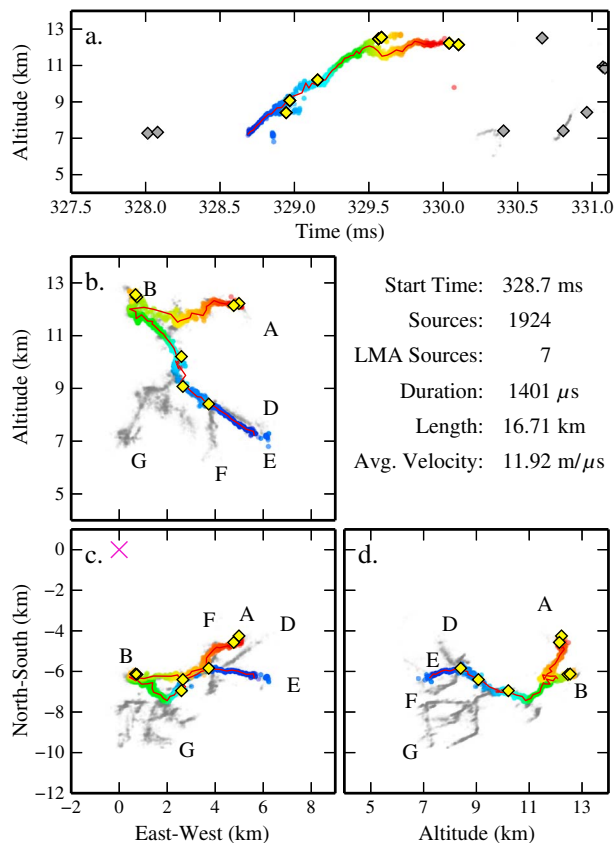 a.
Altitude (km)
13
11
9
7
5
327.5
328.0
328.5
329.0
329.5
330.0
330.5
331.0
Time (ms)
b.
Altitude (km)
13
11
9
7
5
B
A
D
E
F
G
Start Time: 328.7 ms
Sources: 1924
LMA Sources: 7
Duration: 1401 μs
Length: 16.71 km
Avg. Velocity: 11.92 m/μs
c.
North-South (km)
0
−2
−4
−6
−8
−10
−12
F
A
D
B
E
G
−2
0
2
4
6
8
East-West (km)
d.
A
D
E
B
F
G
5
7
9
11
13
Altitude (km)